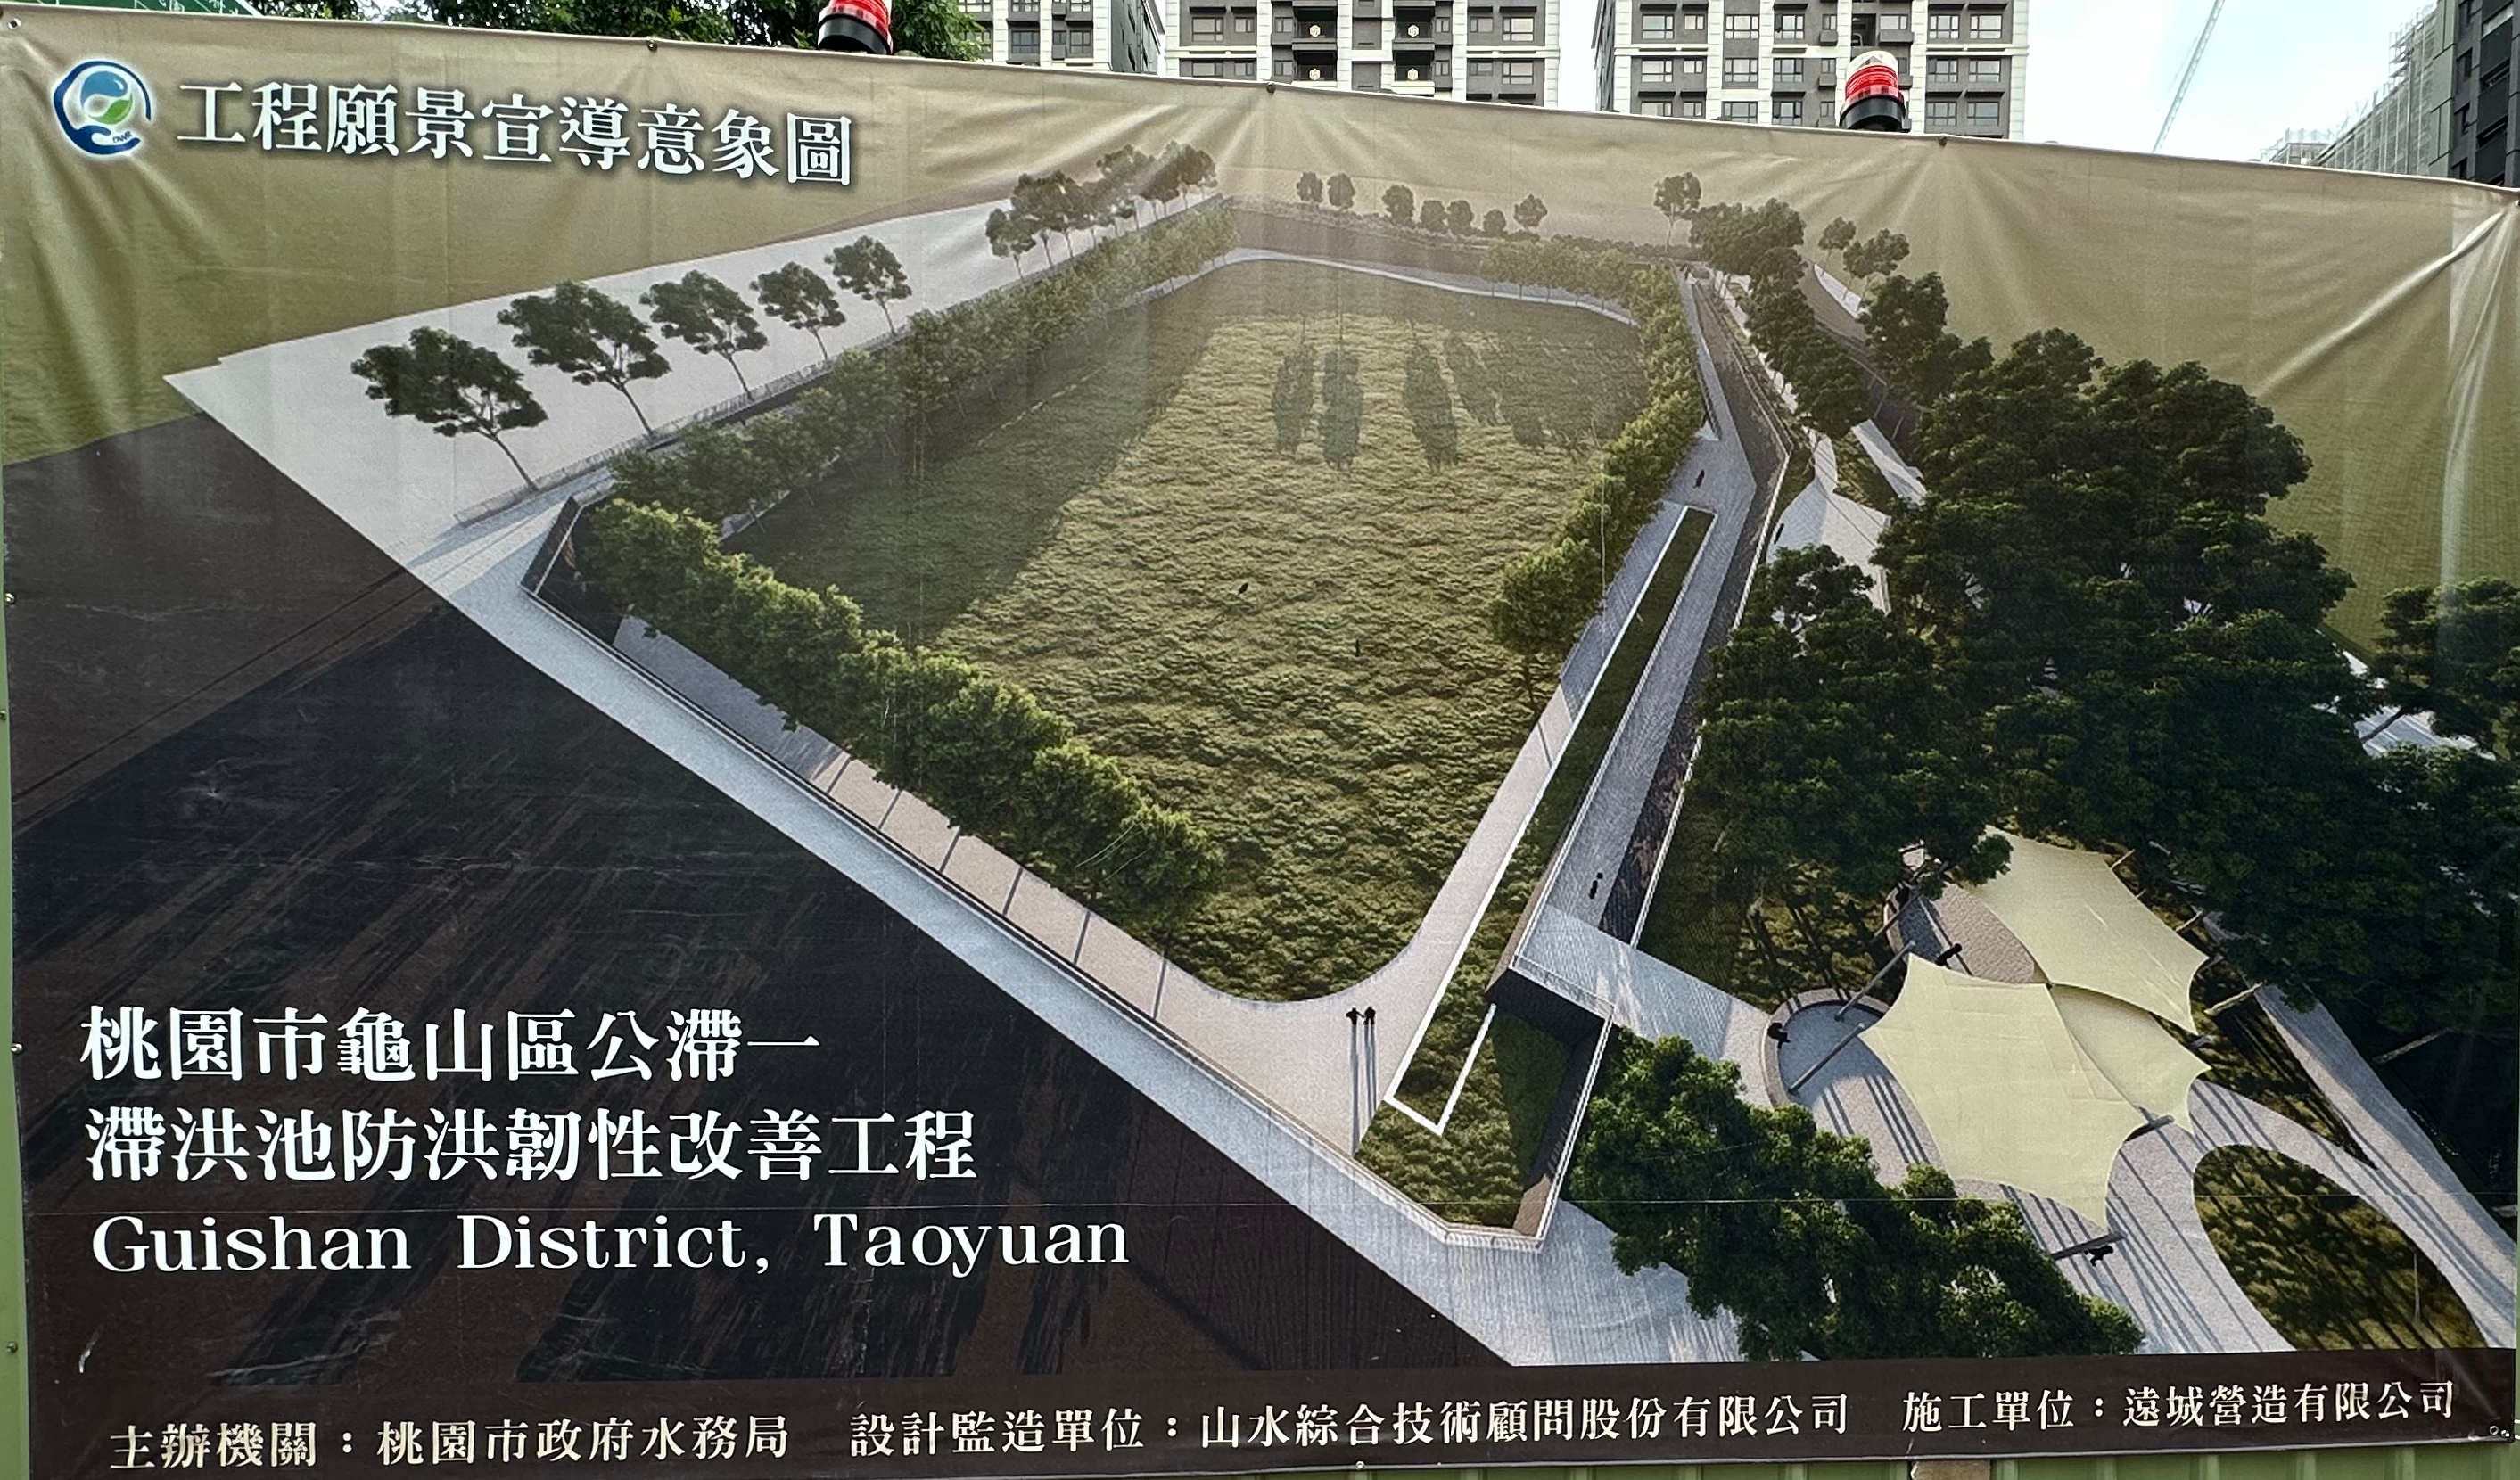 工程願景宣導意象圖
桃園市龜山區公滯一
滯洪池防洪韌性改善工程
Guishan District, Taoyuan
主辦機關：桃園市政府水務局　設計監造單位：山水綜合技術顧問股份有限公司　施工單位：遠城營造有限公司